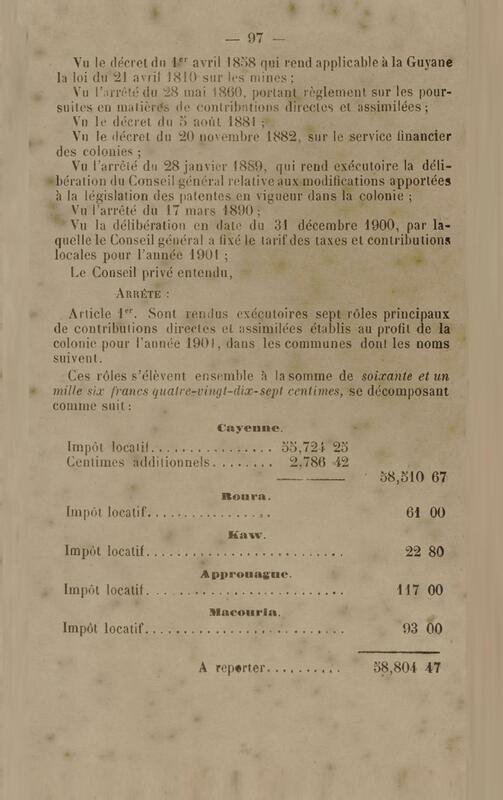 — 97 —
Vu le décret du 1er avril 1858 qui rend applicable à la Guyane
la loi du 21 avril 1810 sur les mines ;
Vu l'arrêté du 28 mai 1860, portant règlement sur les pour-
suites en matières de contributions directes et assimilées ;
Vu le décret du 5 août 1881 ;
Vu le décret du 20 novembre 1882, sur le service financier
des colonies ;
Vu l'arrêté du 28 janvier 1889, qui rend exécutoire la déli-
bération du Conseil général relative aux modifications apportées
à la législation des patentes en vigueur dans la colonie ;
Vu l'arrêté du 17 mars 1890 ;
Vu la délibération en date du 31 décembre 1900, par la-
quelle le Conseil général a fixé le tarif des taxes et contributions
locales pour l'année 1901 ;
Le Conseil privé entendu,
ARRÊTE :
Article 1er. Sont rendus exécutoires sept rôles principaux
de contributions directes et assimilées établis au profit de la
colonie pour l'année 1901, dans les communes dont les noms
suivent.
Ces rôles s'élèvent ensemble à la somme de soixante et un
mille six francs quatre-vingt-dix-sept centimes, se décomposant
comme suit :
Cayenne.
Impôt locatif................. 55,724 25
Centimes additionnels........ 2,786 42
58,510 67
Roura.
Impôt locatif................ 61 00
Kaw.
Impôt locatif.......................... 22 80
Approuague.
Impôt locatif.......................... 117 00
Macouria.
Impôt locatif.......................... 93 00
A reporter.......... 58,804 47